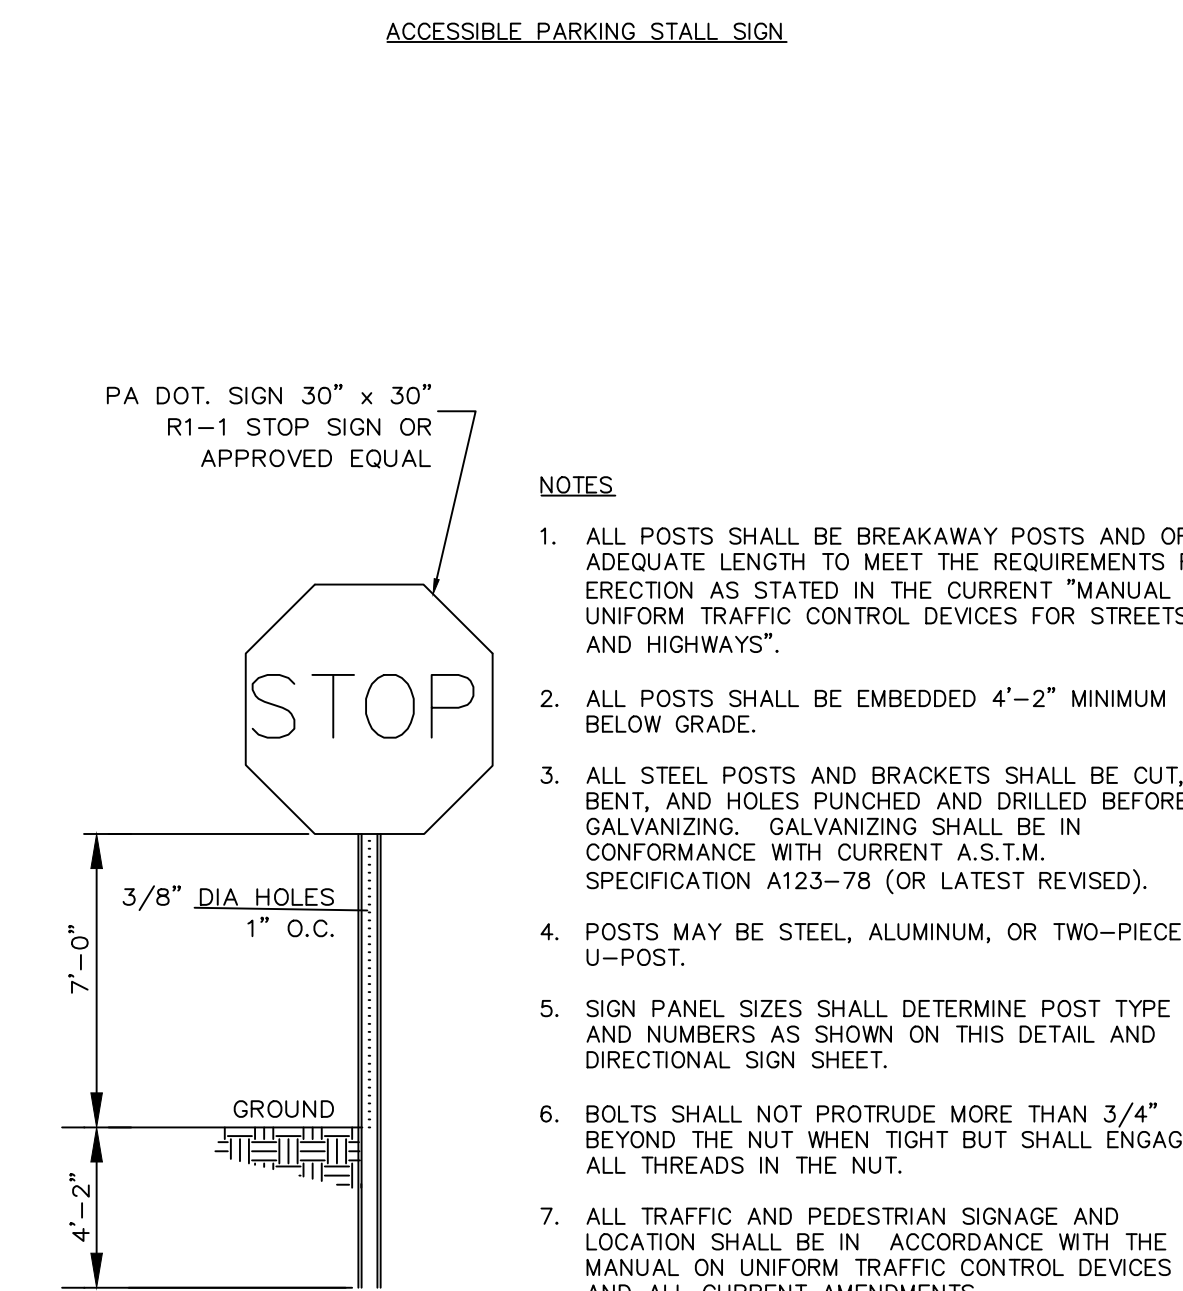 ACCESSIBLE PARKING STALL SIGN
PA DOT. SIGN 30" x 30"
R1-1 STOP SIGN OR
APPROVED EQUAL
STOP
3/8" DIA HOLES
1" O.C.
7'-0"
GROUND
4'-2"
NOTES
1. ALL POSTS SHALL BE BREAKAWAY POSTS AND
ADEQUATE LENGTH TO MEET THE REQUIREMENTS
ERECTION AS STATED IN THE CURRENT "MANUAL
UNIFORM TRAFFIC CONTROL DEVICES FOR STREETS
AND HIGHWAYS".
2. ALL POSTS SHALL BE EMBEDDED 4'-2" MINIMUM
BELOW GRADE.
3. ALL STEEL POSTS AND BRACKETS SHALL BE CUT,
BENT, AND HOLES PUNCHED AND DRILLED BEFORE
GALVANIZING. GALVANIZING SHALL BE IN
CONFORMANCE WITH CURRENT A.S.T.M.
SPECIFICATION A123-78 (OR LATEST REVISED).
4. POSTS MAY BE STEEL, ALUMINUM, OR TWO-PIECE
U-POST.
5. SIGN PANEL SIZES SHALL DETERMINE POST TYPE
AND NUMBERS AS SHOWN ON THIS DETAIL AND
DIRECTIONAL SIGN SHEET.
6. BOLTS SHALL NOT PROTRUDE MORE THAN 3/4"
BEYOND THE NUT WHEN TIGHT BUT SHALL ENGAG
ALL THREADS IN THE NUT.
7. ALL TRAFFIC AND PEDESTRIAN SIGNAGE AND
LOCATION SHALL BE IN ACCORDANCE WITH THE
MANUAL ON UNIFORM TRAFFIC CONTROL DEVICES
AND ALL CURRENT AMENDMENTS